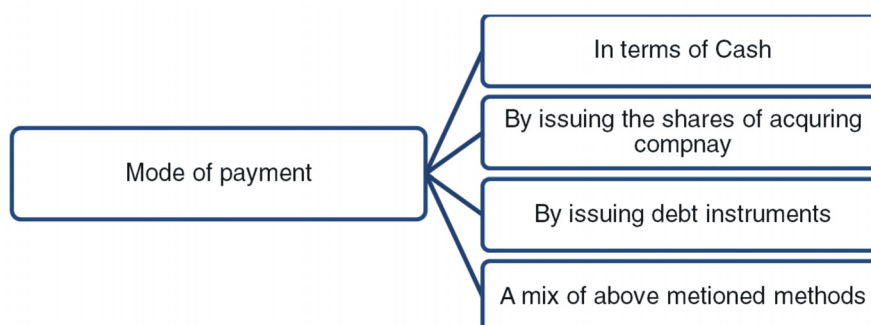 Mode of payment
In terms of Cash
By issuing the shares of acquring
compnay
By issuing debt instruments
A mix of above metioned methods